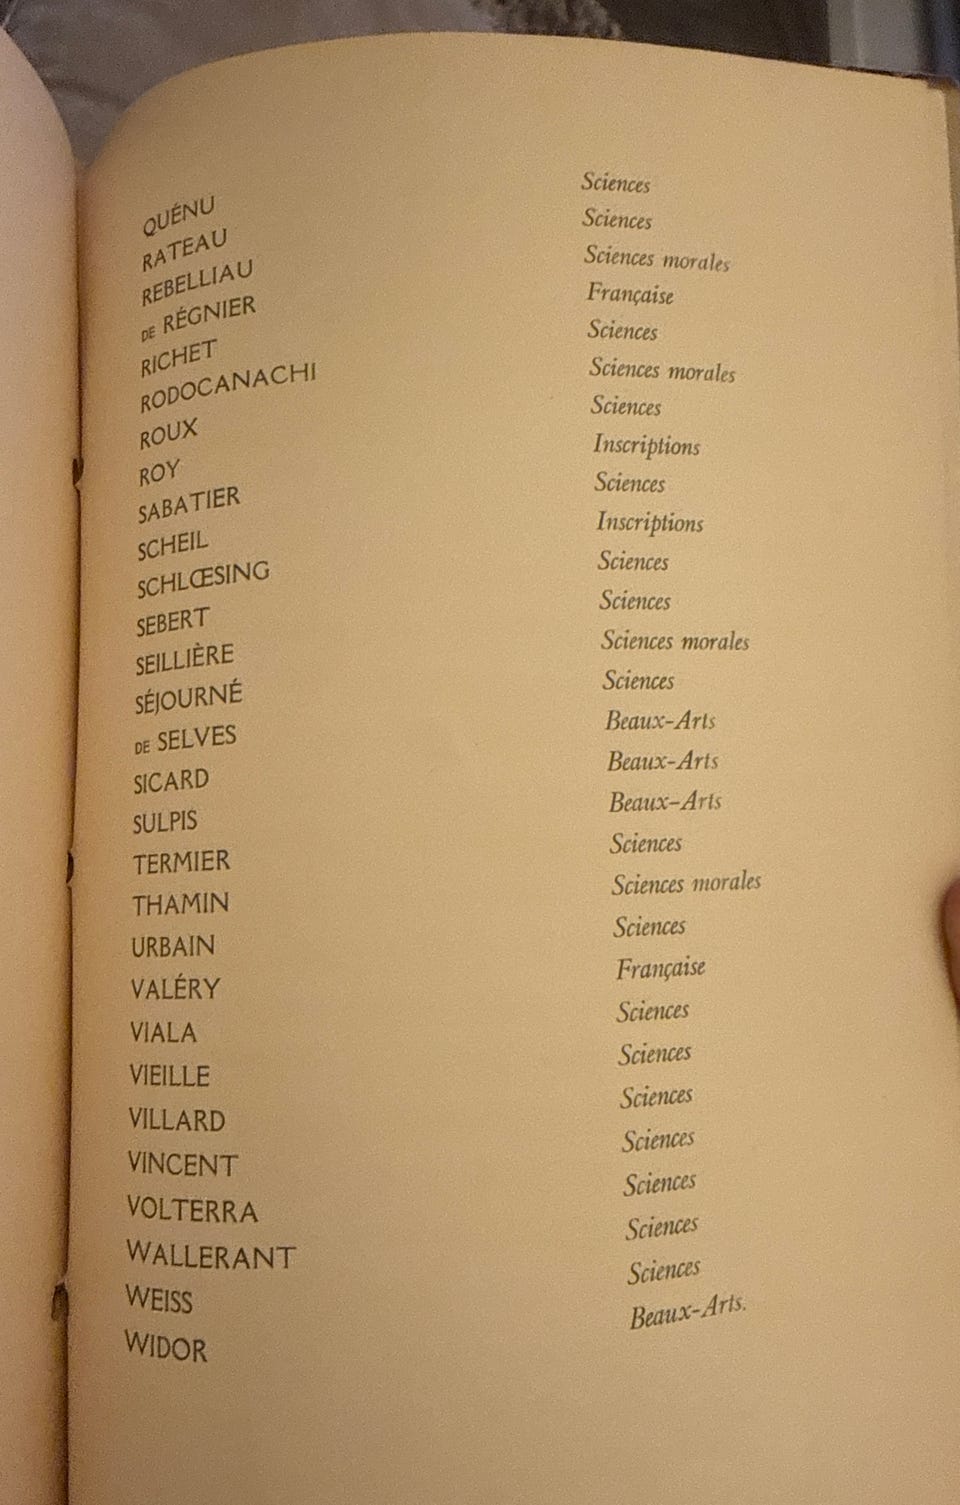 QUÉNU Sciences
RATEAU Sciences
REBELLIAU Sciences morales
DE RÉGNIER Française
RICHET Sciences
RODOCANACHI Sciences morales
ROUX Sciences
ROY Inscriptions
SABATIER Sciences
SCHEIL Inscriptions
SCHLŒSING Sciences
SEBERT Sciences
SEILLIÈRE Sciences morales
SÉJOURNÉ Sciences
DE SELVES Beaux-Arts
SICARD Beaux-Arts
SULPIS Beaux-Arts
TERMIER Sciences
THAMIN Sciences morales
URBAIN Sciences
VALÉRY Française
VIALA Sciences
VIEILLE Sciences
VILLARD Sciences
VINCENT Sciences
VOLTERRA Sciences
WALLERANT Sciences
WEISS Sciences
WIDOR Beaux-Arts.